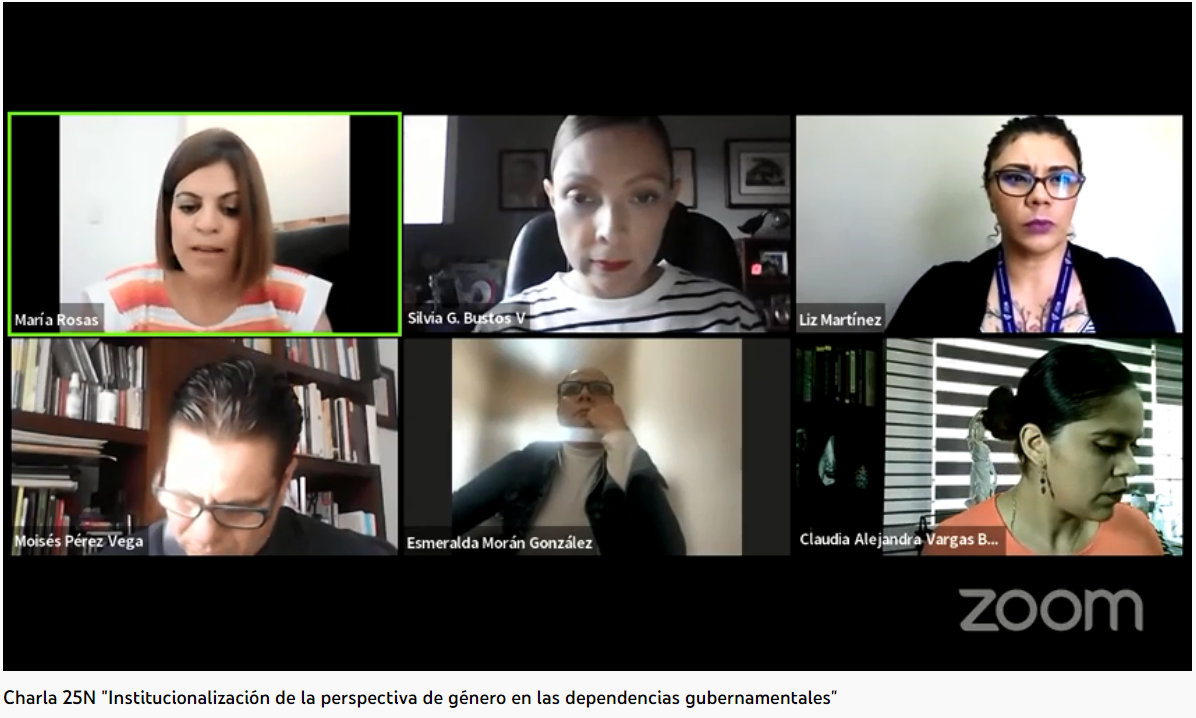 María Rosas
Silvia G. Bustos V
Liz Martínez
Moisés Pérez Vega
Esmeralda Morán González
Claudia Alejandra Vargas B...
zoom
Charla 25N "Institucionalización de la perspectiva de género en las dependencias gubernamentales"